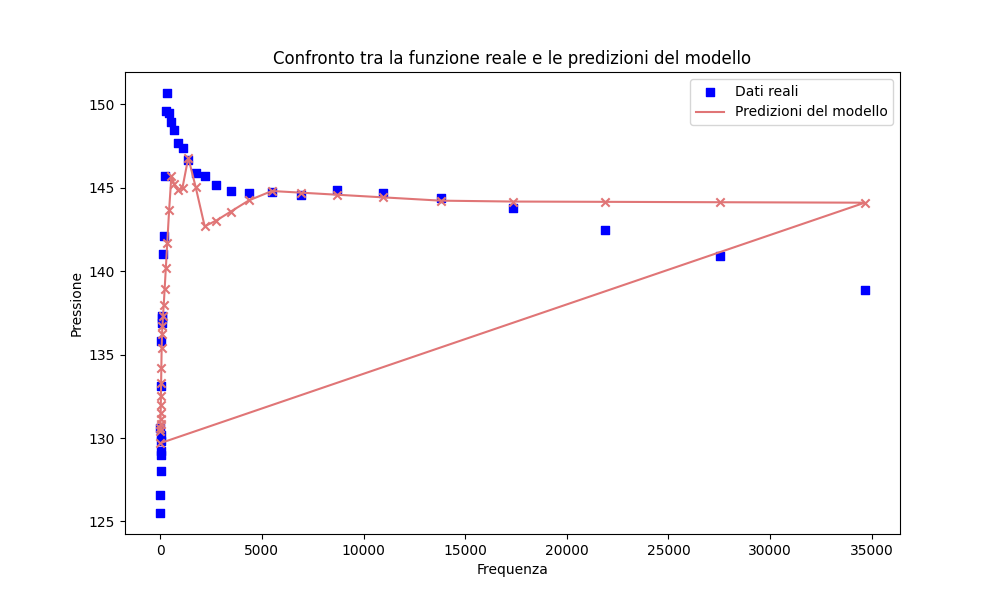 Confronto tra la funzione reale e le predizioni del modello
Dati reali
Predizioni del modello
150
145
140
135
130
125
Pressione
0
5000
10000
15000
20000
25000
30000
35000
Frequenza